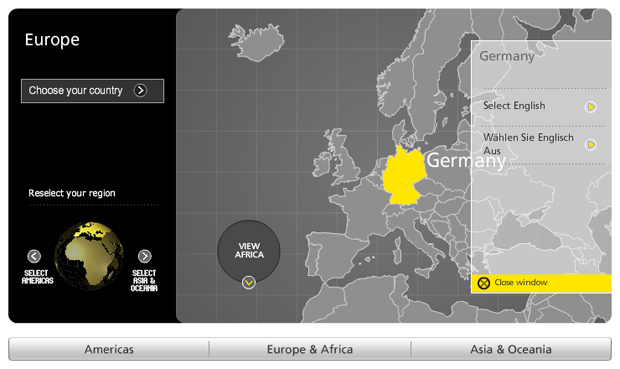 Europe
Choose your country
Reselect your region
SELECT
AMERICAS
SELECT
ASIA &
OCEANIA
VIEW
AFRICA
Germany
Germany
Select English
Wählen Sie Englisch
Aus
Close window
Americas
Europe & Africa
Asia & Oceania